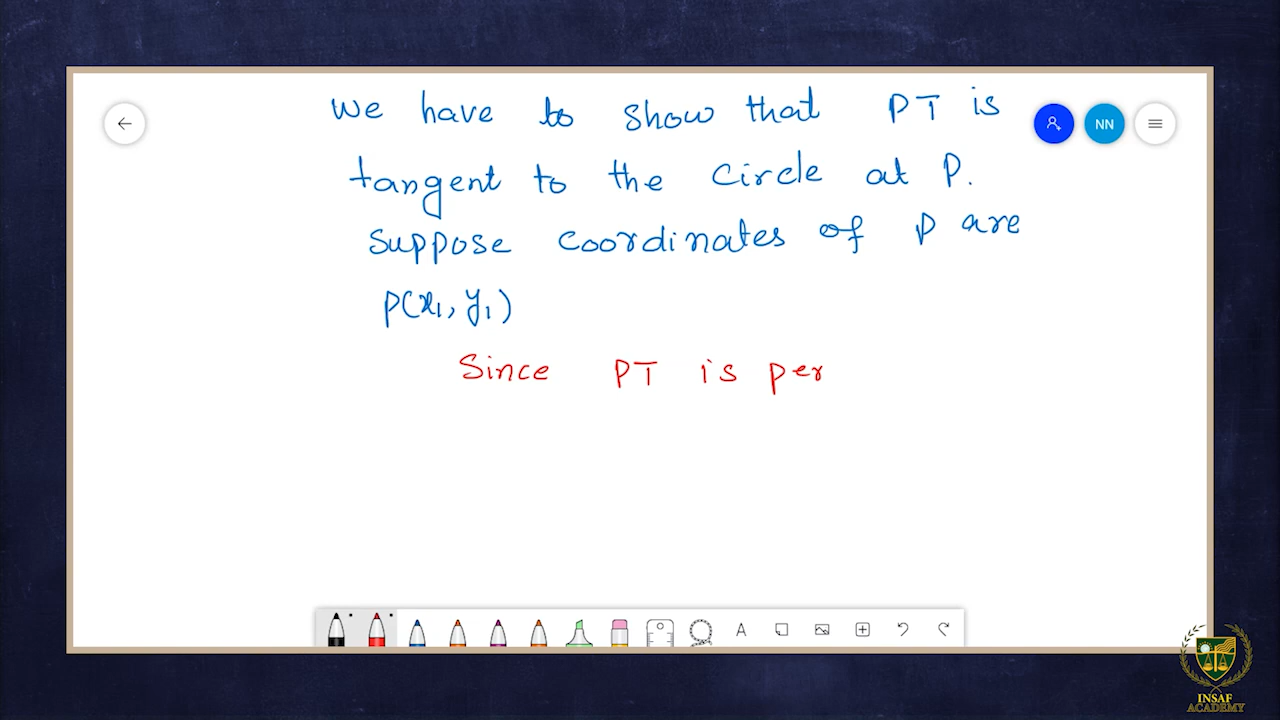 We have to show that PT is
NN
tangent to the circle at P.
Suppose coordinates of P are
P(x₁, y₁)
Since PT is per
A
INSAF
ACADEMY